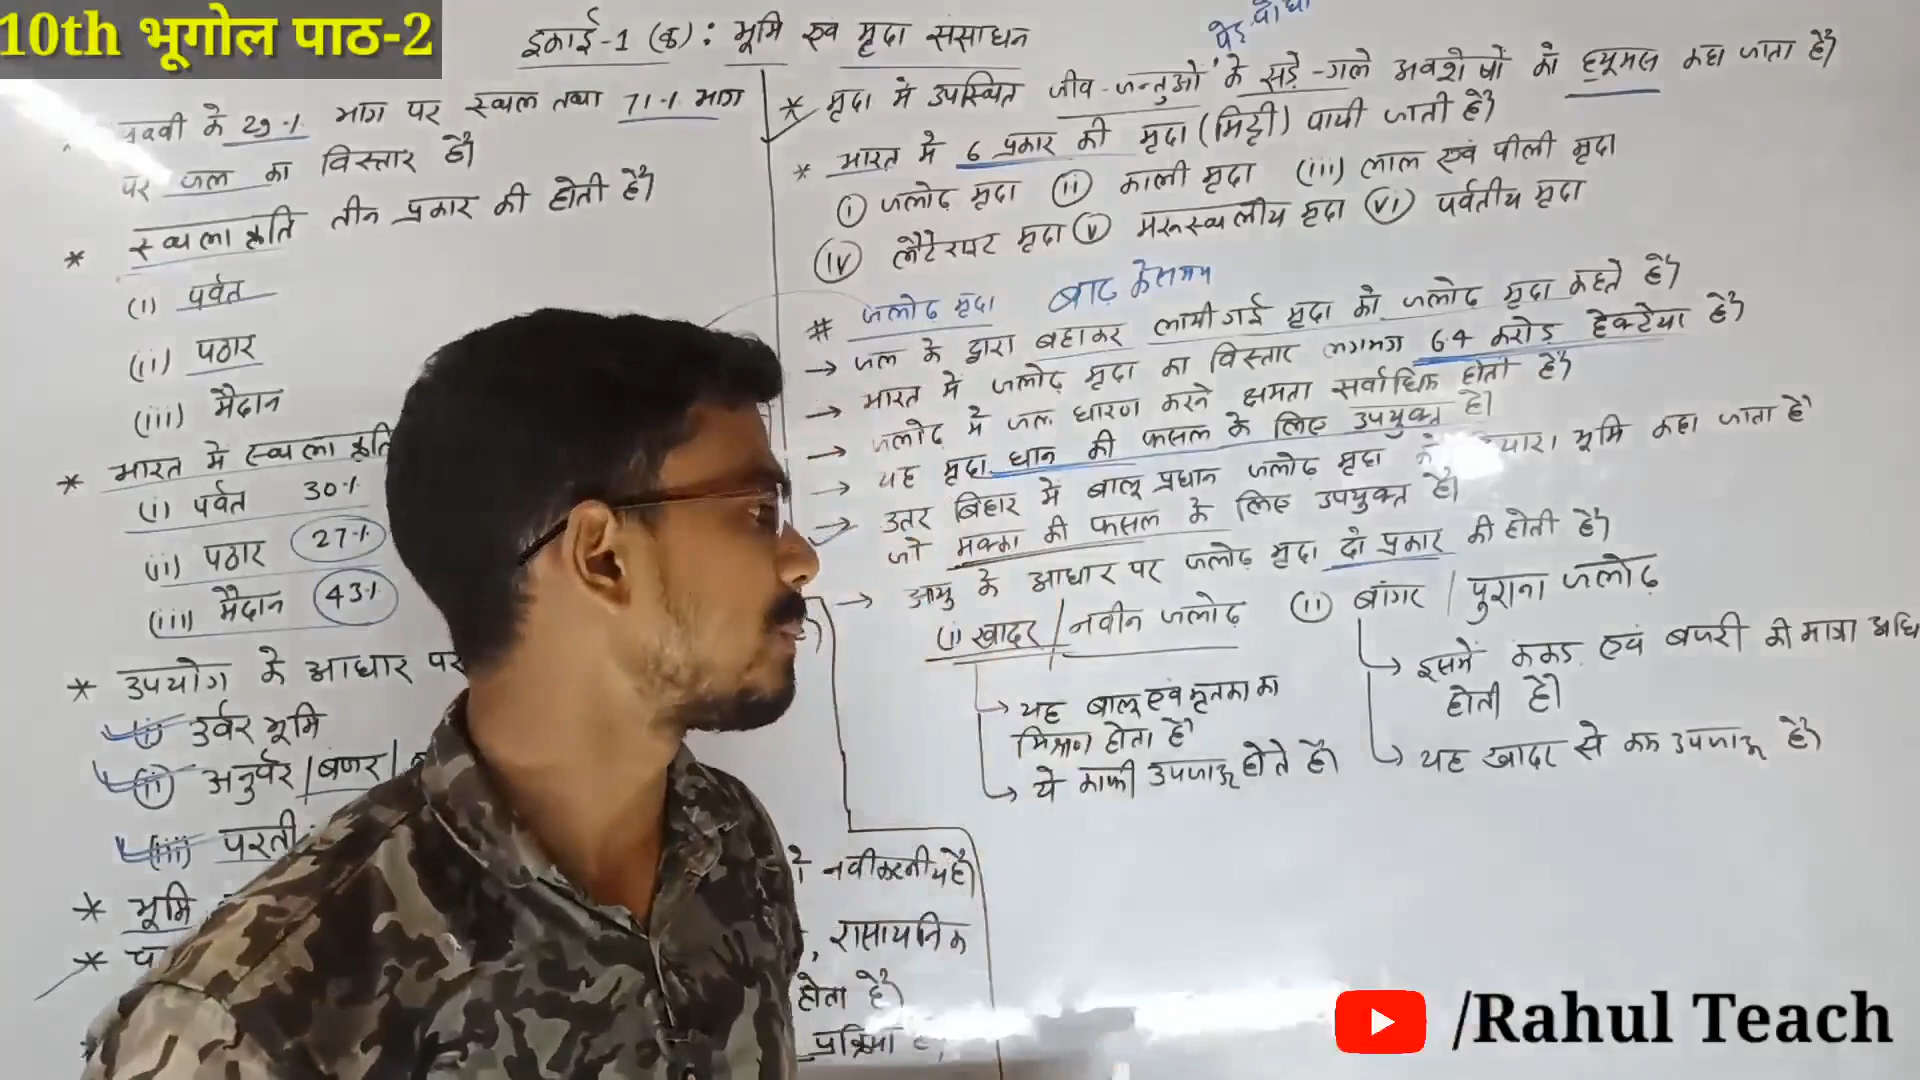 10th भूगोल पाठ-2
इकाई-1 (क) : भूमि एवं मृदा संसाधन
के 29% भाग पर स्थल तथा 71% भाग
पर जल का विस्तार है।
* स्थलाकृति तीन प्रकार की होती है।
(i) पर्वत
(ii) पठार
(iii) मैदान
* भारत में स्थलाकृति
(i) पर्वत 30%
(ii) पठार 27%
(iii) मैदान 43%
* उपयोग के आधार पर
(i) उर्वर भूमि
(ii) अनुर्वर / बंजर /
(iii) परती
* भूमि
*
पेड़ पौधा
* मृदा में उपस्थित जीव-जन्तुओं के सड़े-गले अवशेषों को ह्यूमस कहा जाता है।
* भारत में 6 प्रकार की मृदा (मिट्टी) पायी जाती है।
(i) जलोढ़ मृदा (ii) काली मृदा (iii) लाल एवं पीली मृदा
(iv) लैटेराइट मृदा (v) मरुस्थलीय मृदा (vi) पर्वतीय मृदा
# जलोढ़ मृदा बाढ़ के समय
→ जल के द्वारा बहाकर लायी गई मृदा को जलोढ़ मृदा कहते हैं।
→ भारत में जलोढ़ मृदा का विस्तार लगभग 6.4 करोड़ हेक्टेयर है।
→ जलोढ़ में जल धारण करने क्षमता सर्वाधिक होती है।
→ यह मृदा धान की फसल के लिए उपयुक्त है।
→ उतर बिहार में बालू प्रधान जलोढ़ मृदा भूमि कहा जाता है
जो मक्का की फसल के लिए उपयुक्त है।
→ आयु के आधार पर जलोढ़ मृदा दो प्रकार की होती है।
(i) खादर / नवीन जलोढ़ (ii) बांगर / पुराना जलोढ़
→ यह बालू एवं मृतका का
मिश्रण होता है
→ ये काफी उपजाऊ होते हैं।
→ इसमें कंकड़ एवं बजरी की मात्रा अधि
होती है।
→ यह खादर से कम उपजाऊ है।
नवीकरणीय है।
, रासायनिक
होता है।
प्रक्रिया है,
/Rahul Teach